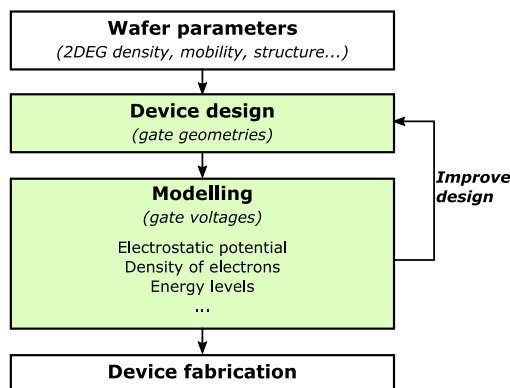 Wafer parameters
(2DEG density, mobility, structure...)
Device design
(gate geometries)
Improve
design
Modelling
(gate voltages)
Electrostatic potential
Density of electrons
Energy levels
...
Device fabrication